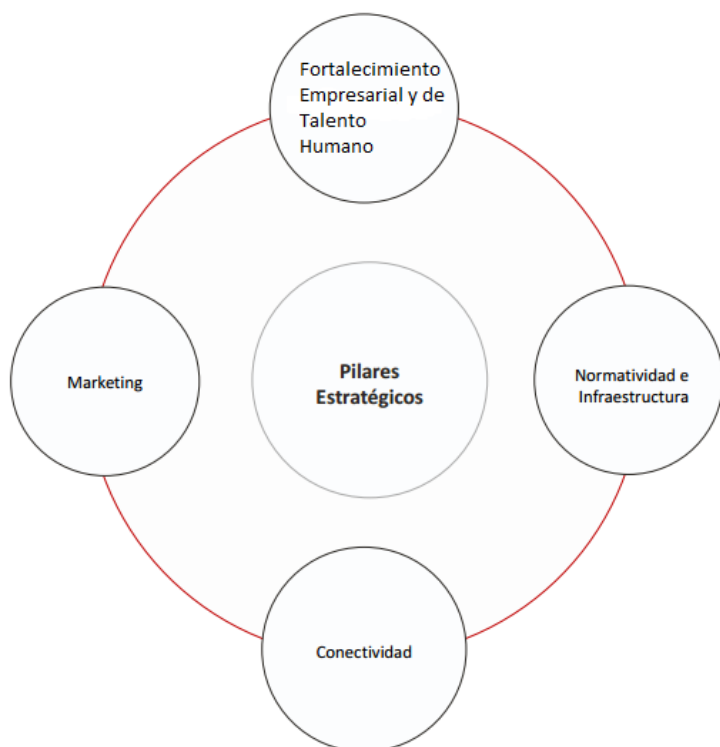 Fortalecimiento
Empresarial y de
Talento
Humano
Marketing
Pilares
Estratégicos
Normatividad e
Infraestructura
Conectividad